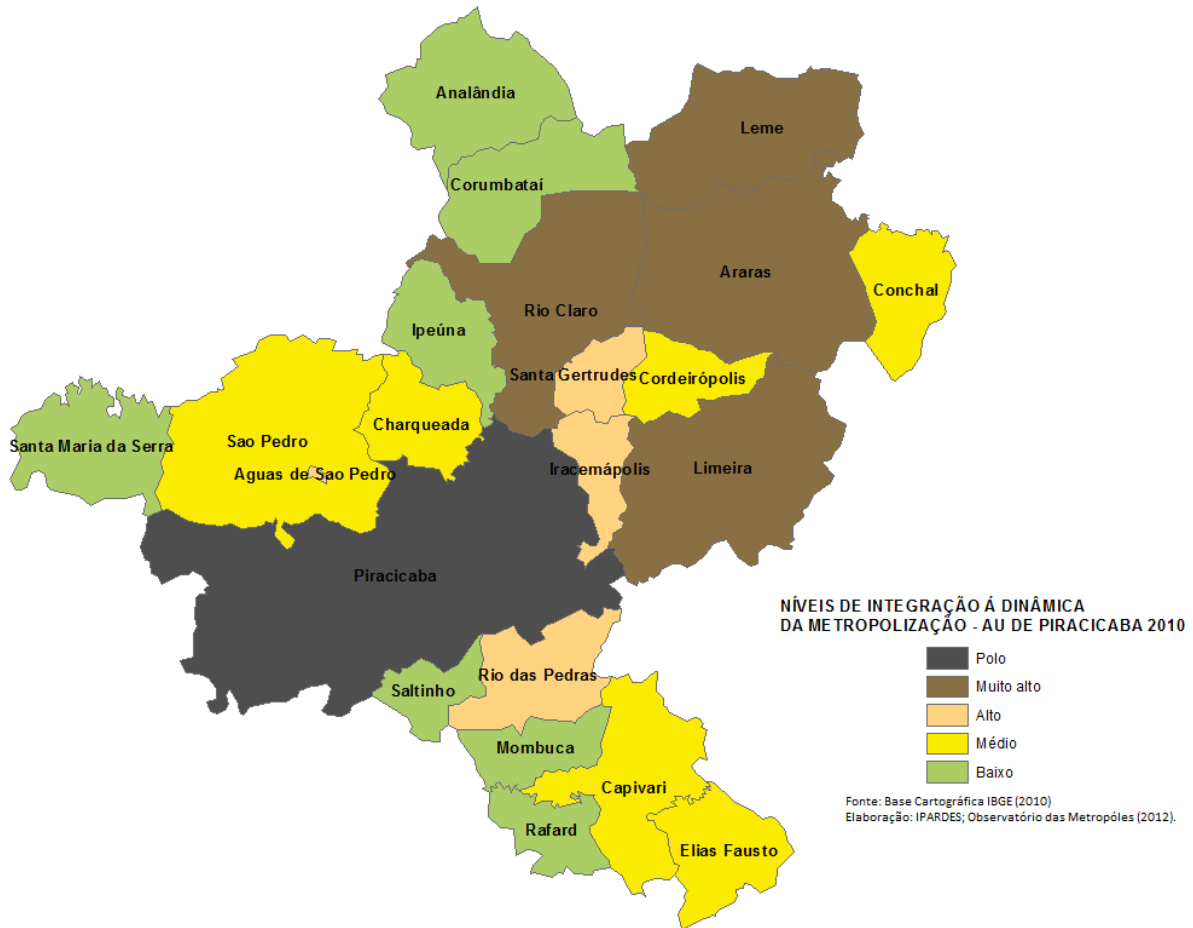 Analândia
Leme
Corumbataí
Araras
Conchal
Rio Claro
Ipeúna
Santa Gertrudes
Cordeirópolis
Charqueada
Sao Pedro
Santa Maria da Serra
Aguas de Sao Pedro
Iracemápolis
Limeira
Piracicaba
NÍVEIS DE INTEGRAÇÃO Á DINÂMICA
DA METROPOLIZAÇÃO - AU DE PIRACICABA 2010
Polo
Muito alto
Alto
Médio
Baixo
Rio das Pedras
Saltinho
Mombuca
Capivari
Rafard
Elias Fausto
Fonte: Base Cartográfica IBGE (2010)
Elaboração: IPARDES; Observatório das Metropóles (2012).